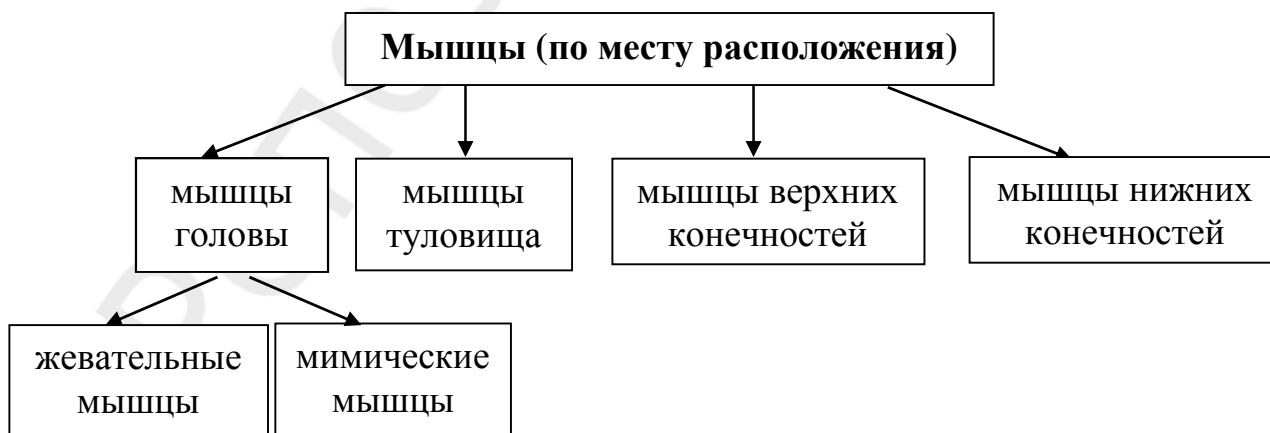 Мышцы (по месту расположения)
мышцы
головы
мышцы
туловища
мышцы верхних
конечностей
мышцы нижних
конечностей
жевательные
мышцы
мимические
мышцы